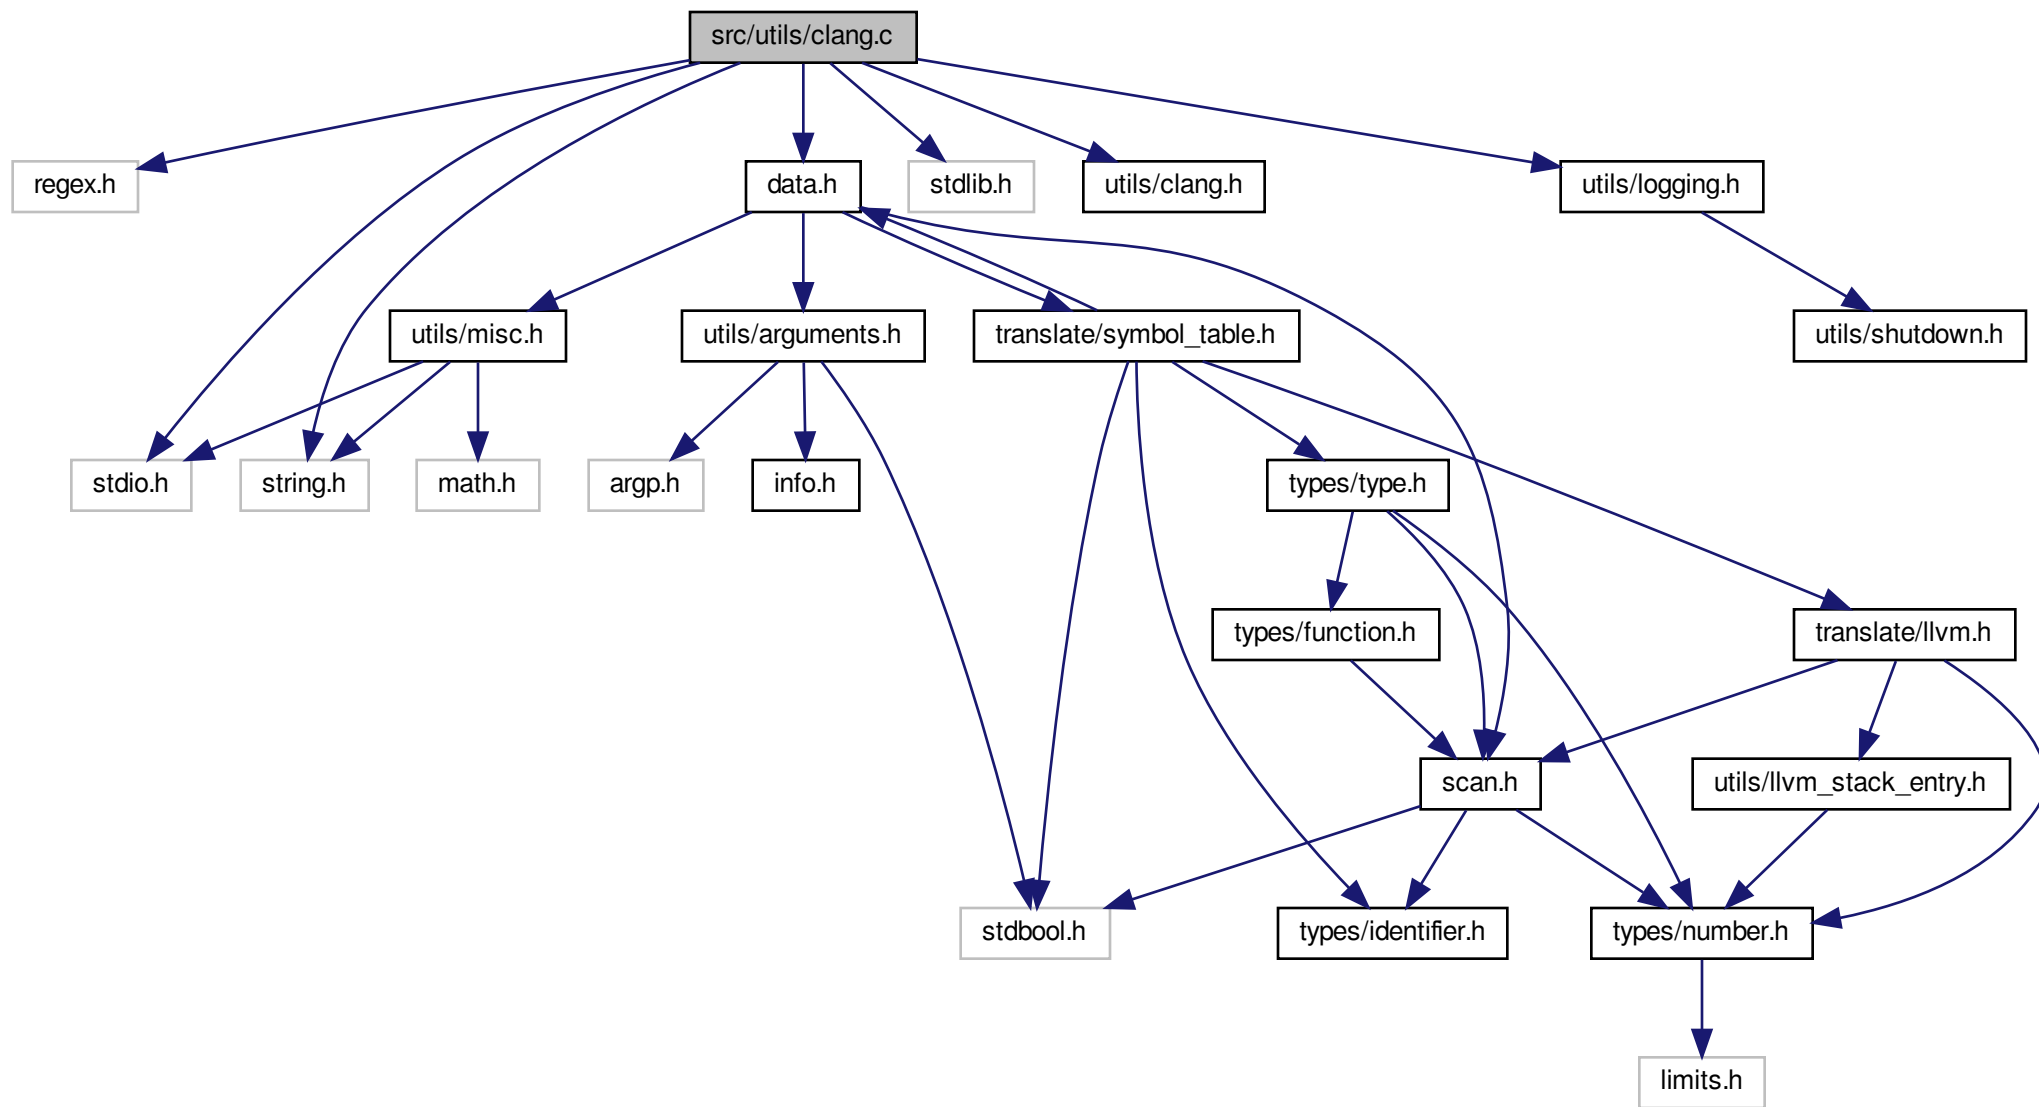 src/utils/clang.c
regex.h
data.h
stdlib.h
utils/clang.h
utils/logging.h
utils/misc.h
utils/arguments.h
translate/symbol_table.h
utils/shutdown.h
stdio.h
string.h
math.h
argp.h
info.h
types/type.h
types/function.h
translate/llvm.h
scan.h
utils/llvm_stack_entry.h
stdbool.h
types/identifier.h
types/number.h
limits.h